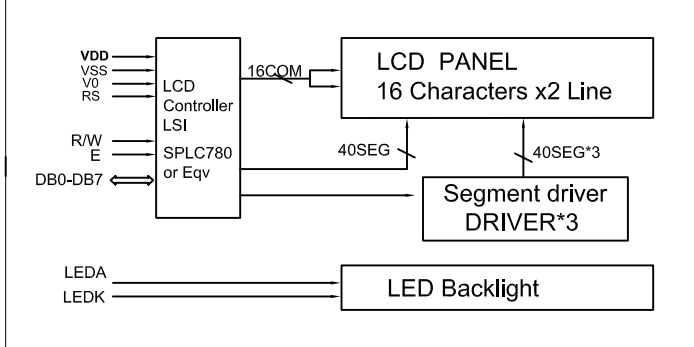 VDD
VSS
V0
RS
R/W
E
DB0-DB7
LCD
Controller
LSI
SPLC780
or Eqv
16COM
LCD PANEL
16 Characters x2 Line
40SEG
40SEG*3
Segment driver
DRIVER*3
LEDA
LEDK
LED Backlight